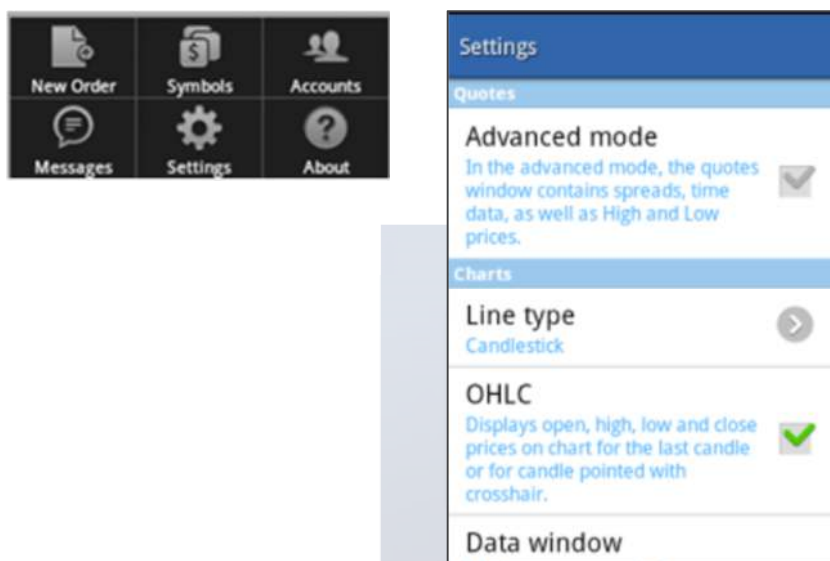 New Order Symbols Accounts
Messages Settings About
Settings
Quotes
Advanced mode
In the advanced mode, the quotes
window contains spreads, time
data, as well as High and Low
prices.
Charts
Line type
Candlestick
OHLC
Displays open, high, low and close
prices on chart for the last candle
or for candle pointed with
crosshair.
Data window